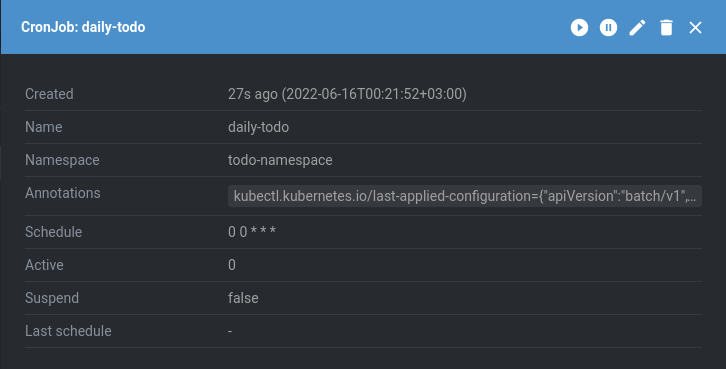 CronJob: daily-todo
Created 27s ago (2022-06-16T00:21:52+03:00)
Name daily-todo
Namespace todo-namespace
Annotations kubectl.kubernetes.io/last-applied-configuration={"apiVersion":"batch/v1",...
Schedule 0 0 * * *
Active 0
Suspend false
Last schedule -